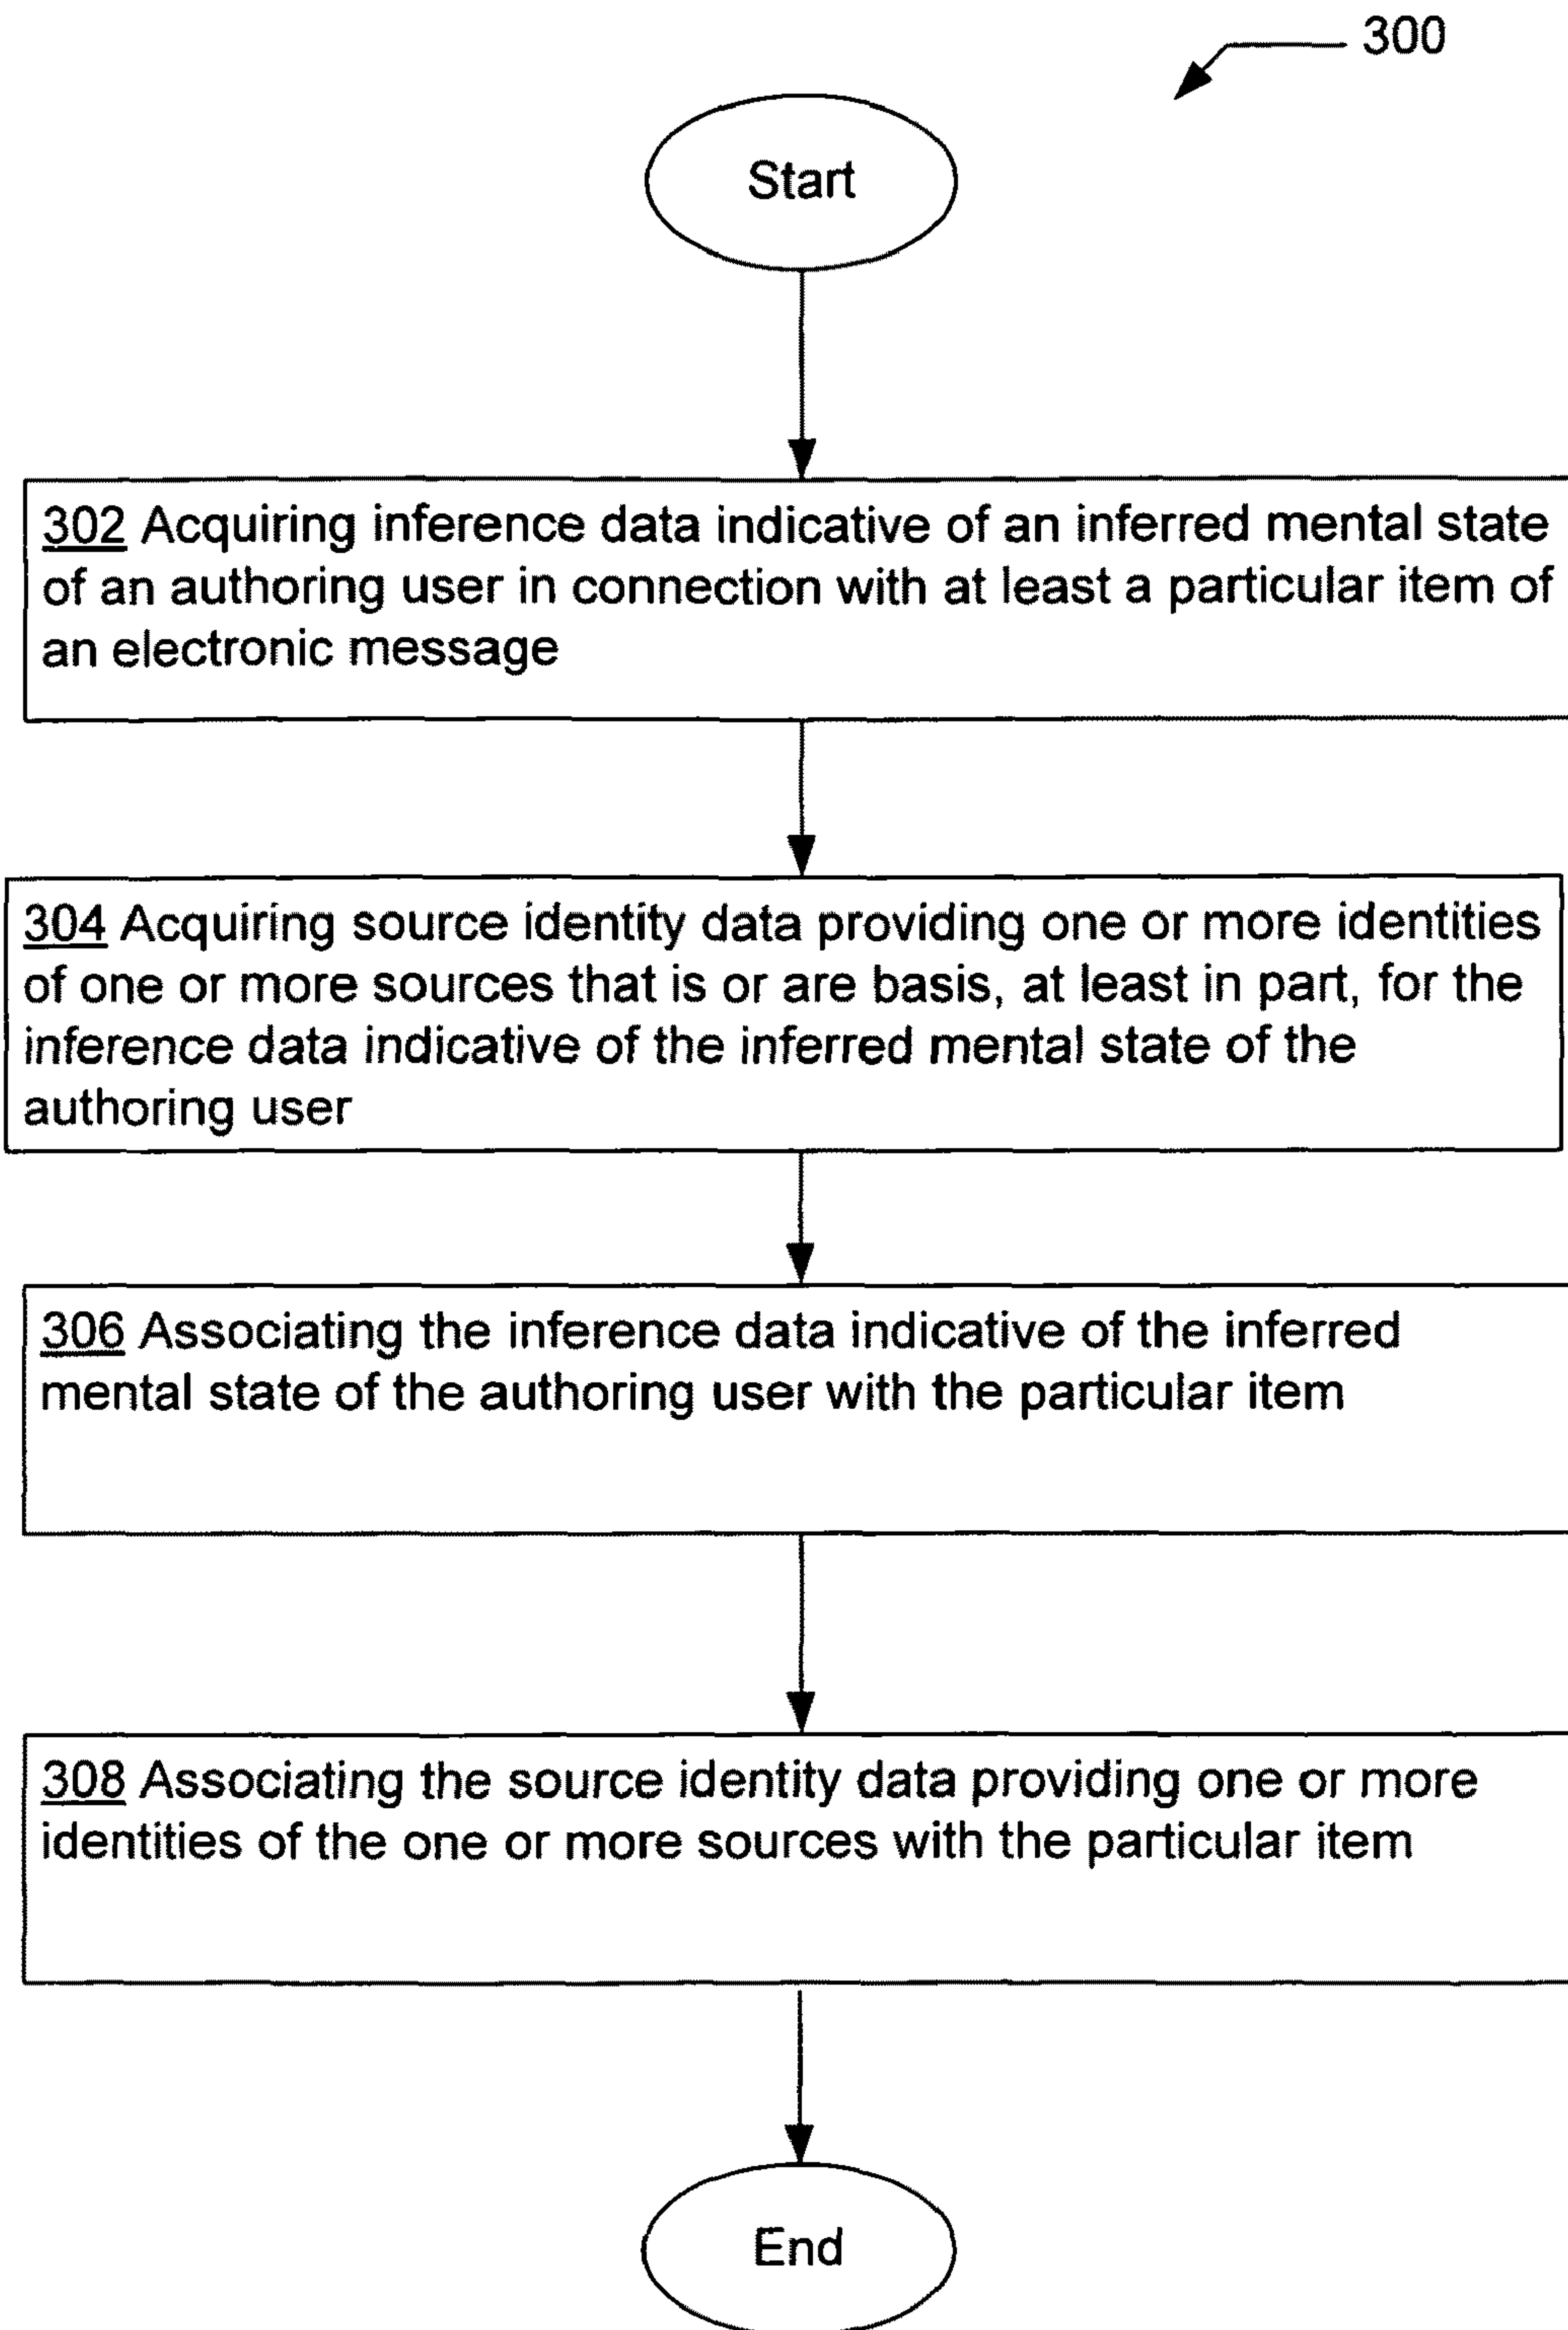 300
Start
302 Acquiring inference data indicative of an inferred mental state
of an authoring user in connection with at least a particular item of
an electronic message
304 Acquiring source identity data providing one or more identities
of one or more sources that is or are basis, at least in part, for the
inference data indicative of the inferred mental state of the
authoring user
306 Associating the inference data indicative of the inferred
mental state of the authoring user with the particular item
308 Associating the source identity data providing one or more
identities of the one or more sources with the particular item
End